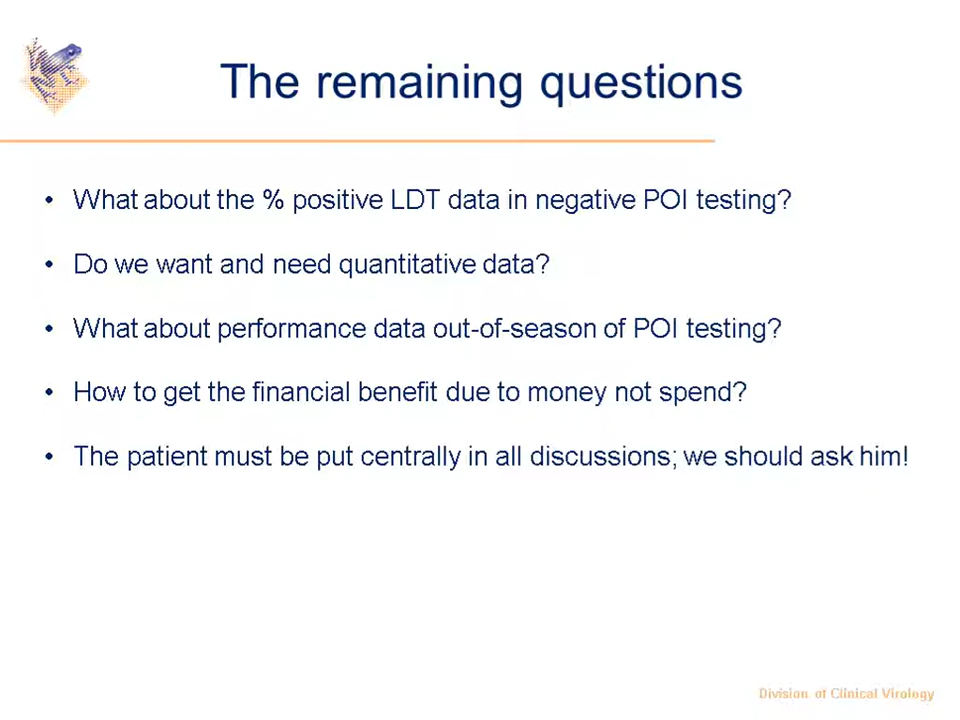 The remaining questions
• What about the % positive LDT data in negative POI testing?
• Do we want and need quantitative data?
• What about performance data out-of-season of POI testing?
• How to get the financial benefit due to money not spend?
• The patient must be put centrally in all discussions; we should ask him!
Division of Clinical Virology